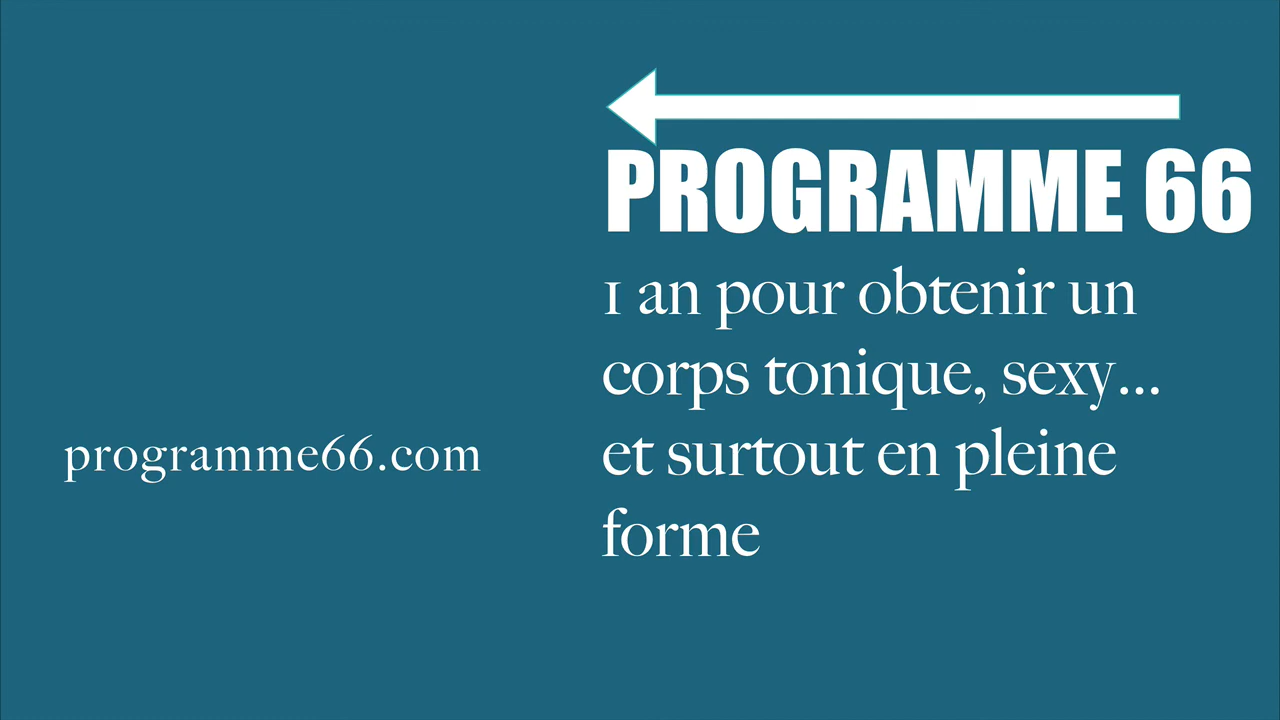 PROGRAMME 66
1 an pour obtenir un
corps tonique, sexy...
et surtout en pleine
forme
programme66.com